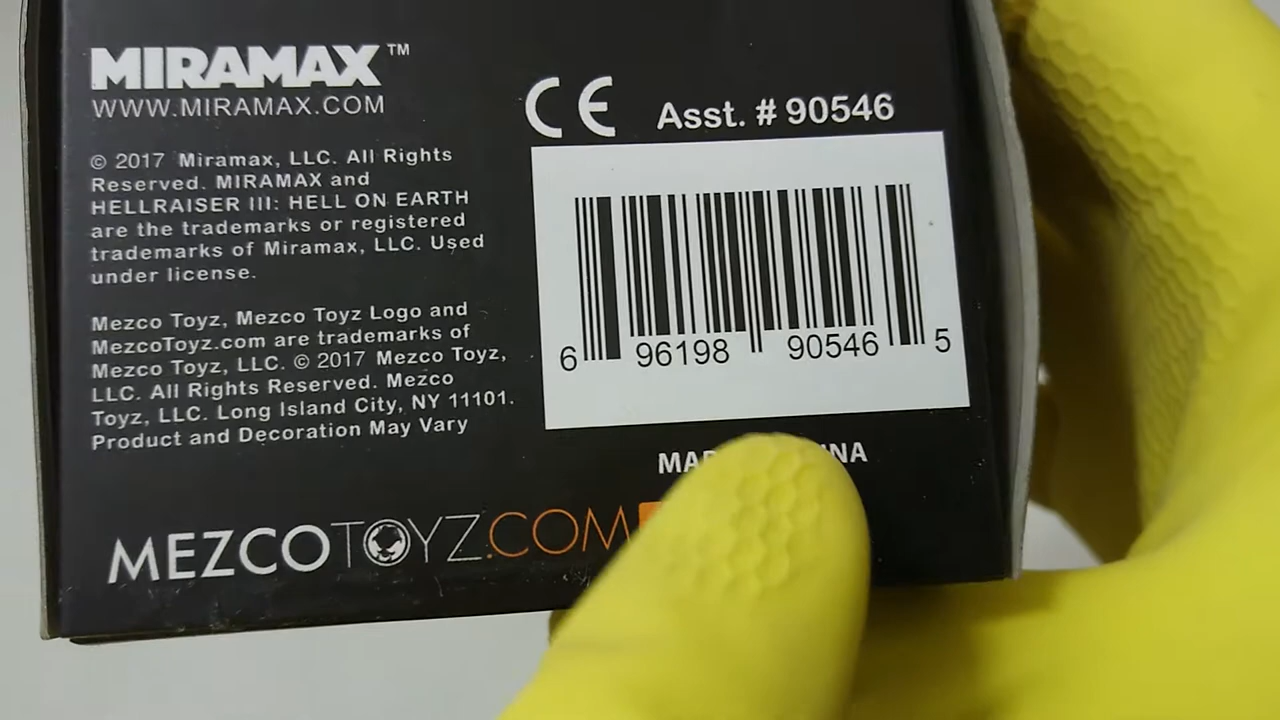 MIRAMAX™
WWW.MIRAMAX.COM
© 2017 Miramax, LLC. All Rights
Reserved. MIRAMAX and
HELLRAISER III: HELL ON EARTH
are the trademarks or registered
trademarks of Miramax, LLC. Used
under license.
Mezco Toyz, Mezco Toyz Logo and
MezcoToyz.com are trademarks of
Mezco Toyz, LLC. © 2017 Mezco Toyz,
LLC. All Rights Reserved. Mezco
Toyz, LLC. Long Island City, NY 11101.
Product and Decoration May Vary
MEZCOTOYZ.COM
CE Asst. # 90546
6 96198 90546 5